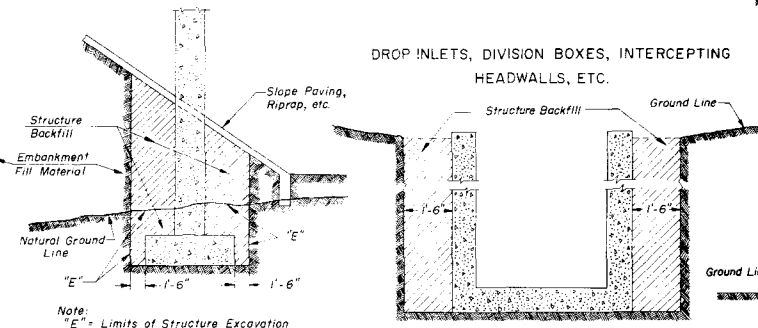 DROP INLETS, DIVISION BOXES, INTERCEPTING
HEADWALLS, ETC.
Slope Paving,
Riprap, etc.
Structure
Backfill
Embankment
Fill Material
Natural Ground
Line
"E"
"E"
1'-6"
1'-6"
Note:
"E" = Limits of Structure Excavation
Structure Backfill
Ground Line
1'-6"
1'-6"
Ground Li